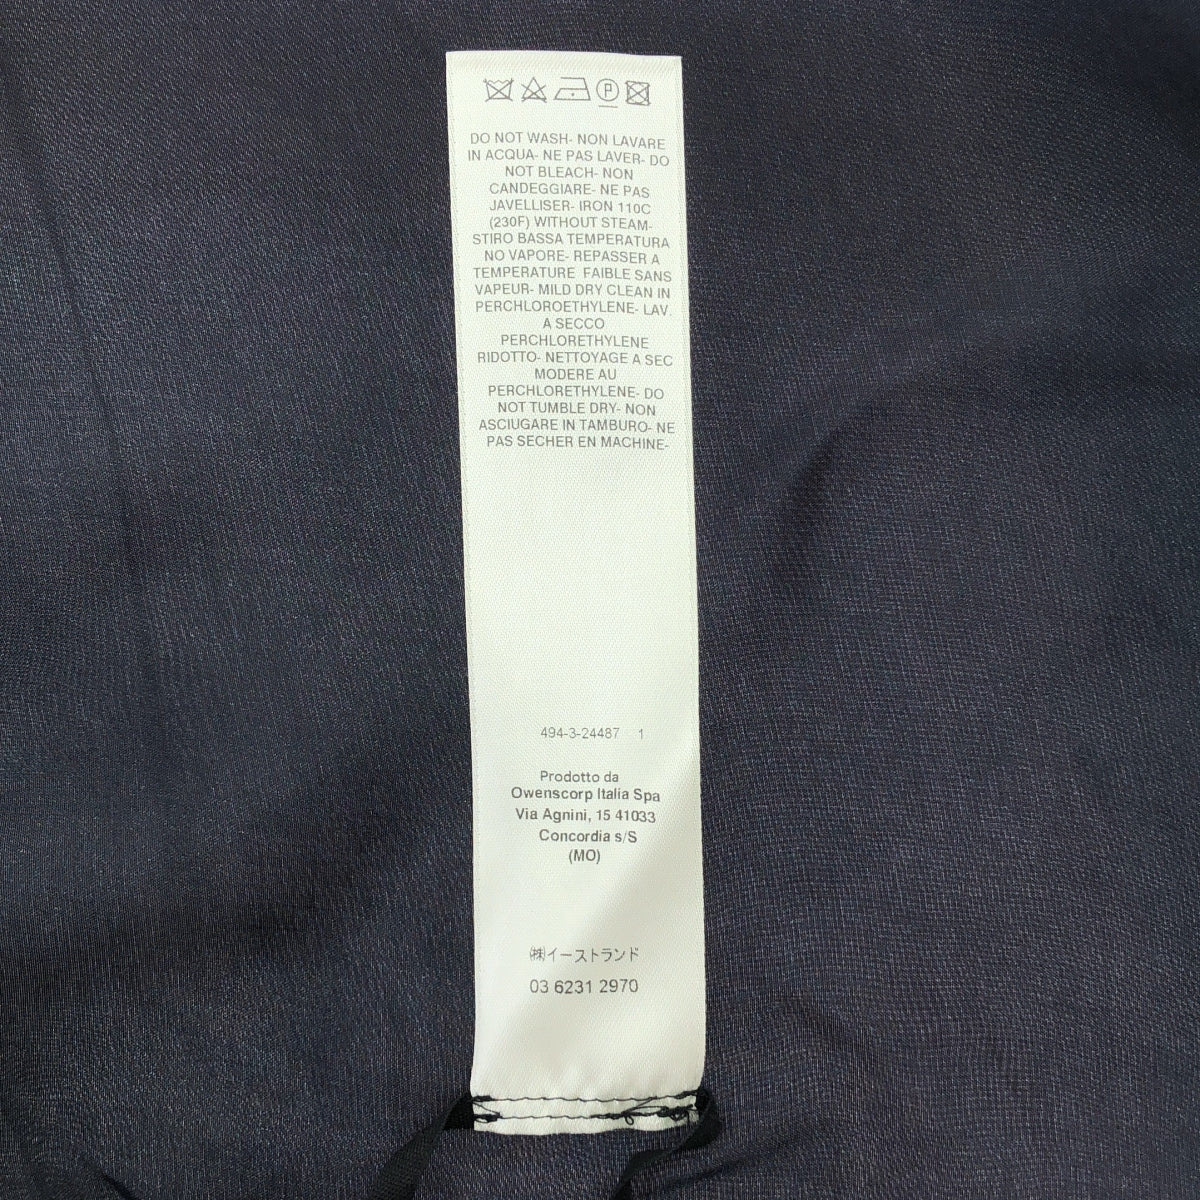 DO NOT WASH- NON LAVARE
IN ACQUA- NE PAS LAVER- DO
NOT BLEACH- NON
CANDEGGIARE- NE PAS
JAVELLISER- IRON 110C
(230F) WITHOUT STEAM-
STIRO BASSA TEMPERATURA
NO VAPORE- REPASSER A
TEMPERATURE FAIBLE SANS
VAPEUR- MILD DRY CLEAN IN
PERCHLOROETHYLENE- LAV.
A SECCO
PERCHLORETHYLENE
RIDOTTO- NETTOYAGE A SEC
MODERE AU
PERCHLORETHYLENE- DO
NOT TUMBLE DRY- NON
ASCIUGARE IN TAMBURO- NE
PAS SECHER EN MACHINE-
494-3-24487 1
Prodotto da
Owenscorp Italia Spa
Via Agnini, 15 41033
Concordia s/S
(MO)
㈱イーストランド
03 6231 2970